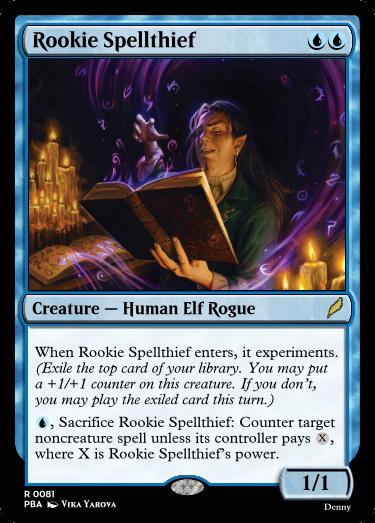 Rookie Spellthief
Creature — Human Elf Rogue
When Rookie Spellthief enters, it experiments.
(Exile the top card of your library. You may put
a +1/+1 counter on this creature. If you don't,
you may play the exiled card this turn.)
, Sacrifice Rookie Spellthief: Counter target
noncreature spell unless its controller pays X,
where X is Rookie Spellthief's power.
1/1
R 0081
PBA VIKA YAROVA
Denny